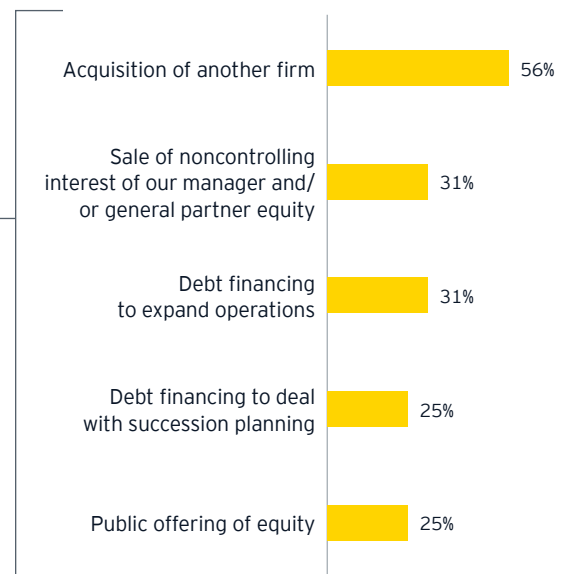 Acquisition of another firm
56%
Sale of noncontrolling
interest of our manager and/
or general partner equity
31%
Debt financing
to expand operations
31%
Debt financing to deal
with succession planning
25%
Public offering of equity
25%